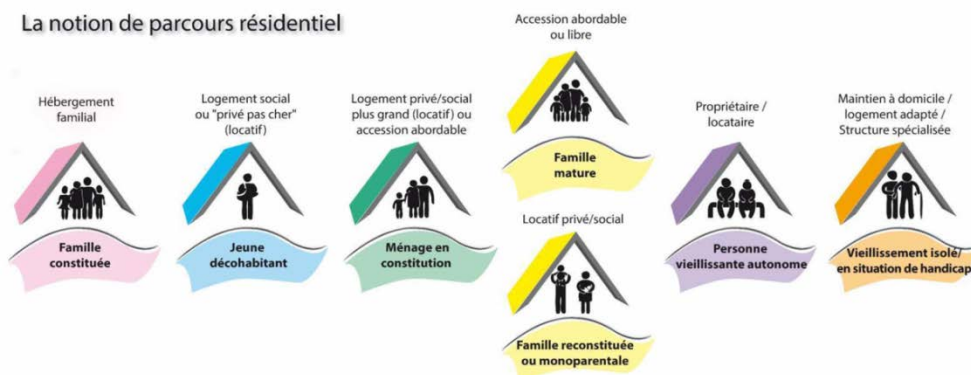 La notion de parcours résidentiel
Hébergement
familial
Famille
constituée
Logement social
ou "privé pas cher"
(locatif)
Jeune
décohabitant
Logement privé/social
plus grand (locatif) ou
accession abordable
Ménage en
constitution
Accession abordable
ou libre
Famille
mature
Locatif privé/social
Famille reconstituée
ou monoparentale
Propriétaire /
locataire
Personne
vieillissante autonome
Maintien à domicile /
logement adapté /
Structure spécialisée
Vieillissement isolé/
en situation de handicap